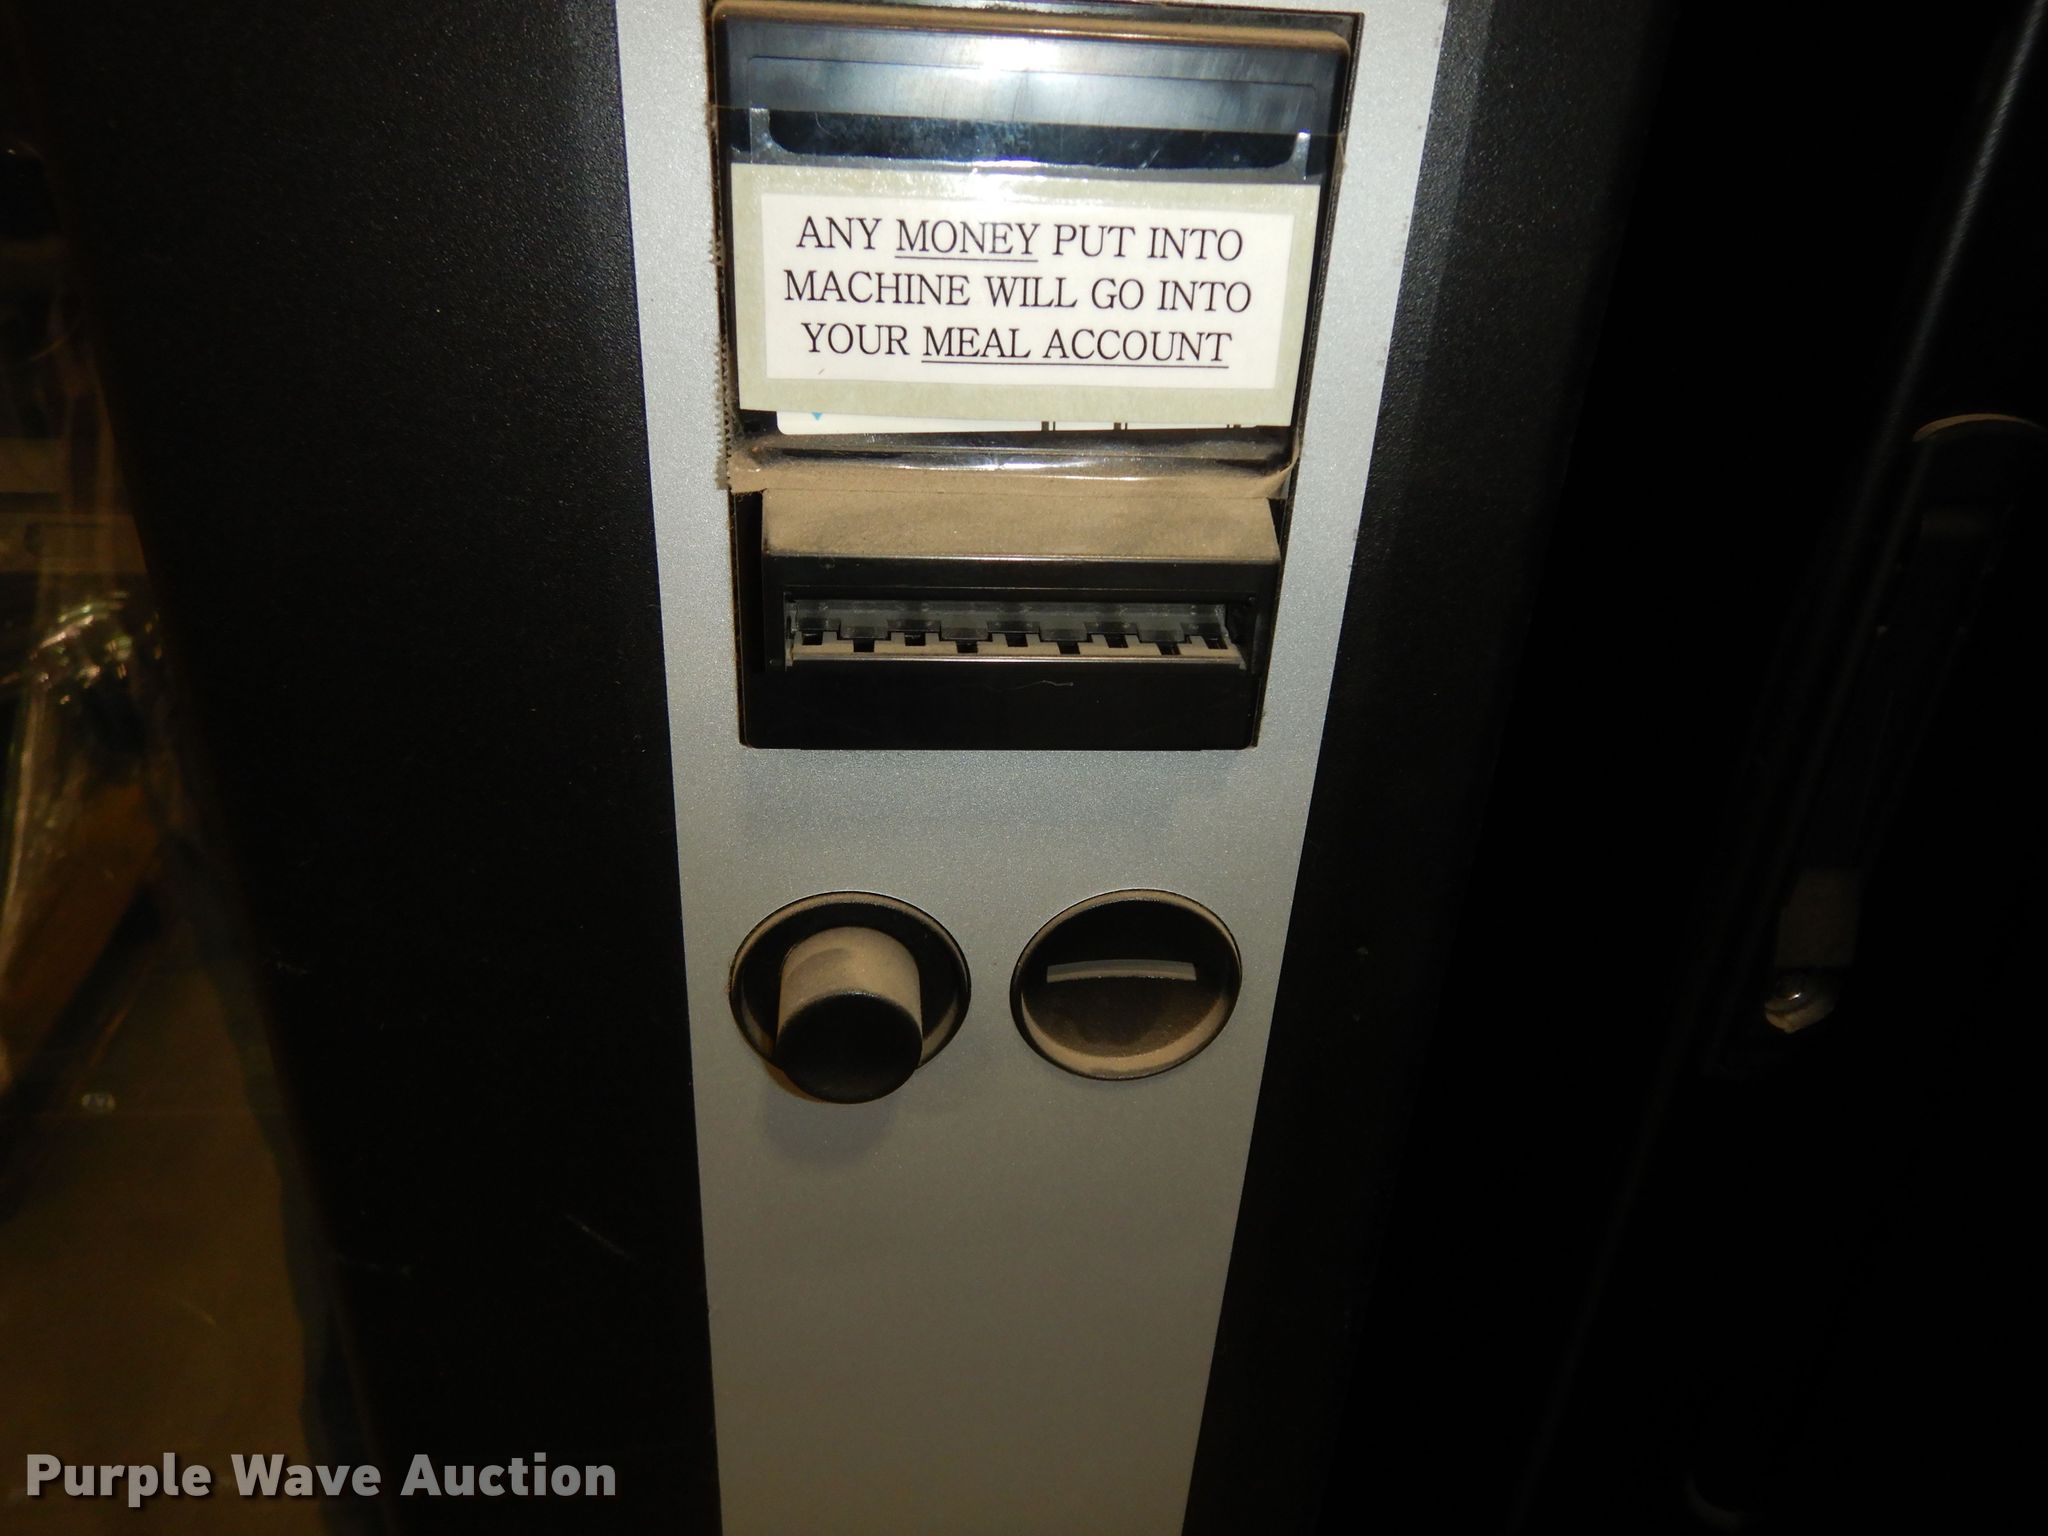 ANY MONEY PUT INTO
MACHINE WILL GO INTO
YOUR MEAL ACCOUNT
Purple Wave Auction